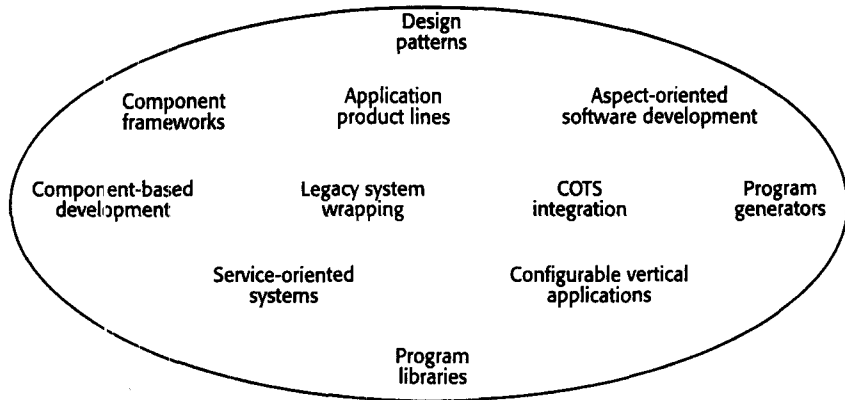 Design
patterns
Component
frameworks
Application
product lines
Aspect-oriented
software development
Component-based
development
Legacy system
wrapping
COTS
integration
Program
generators
Service-oriented
systems
Configurable vertical
applications
Program
libraries